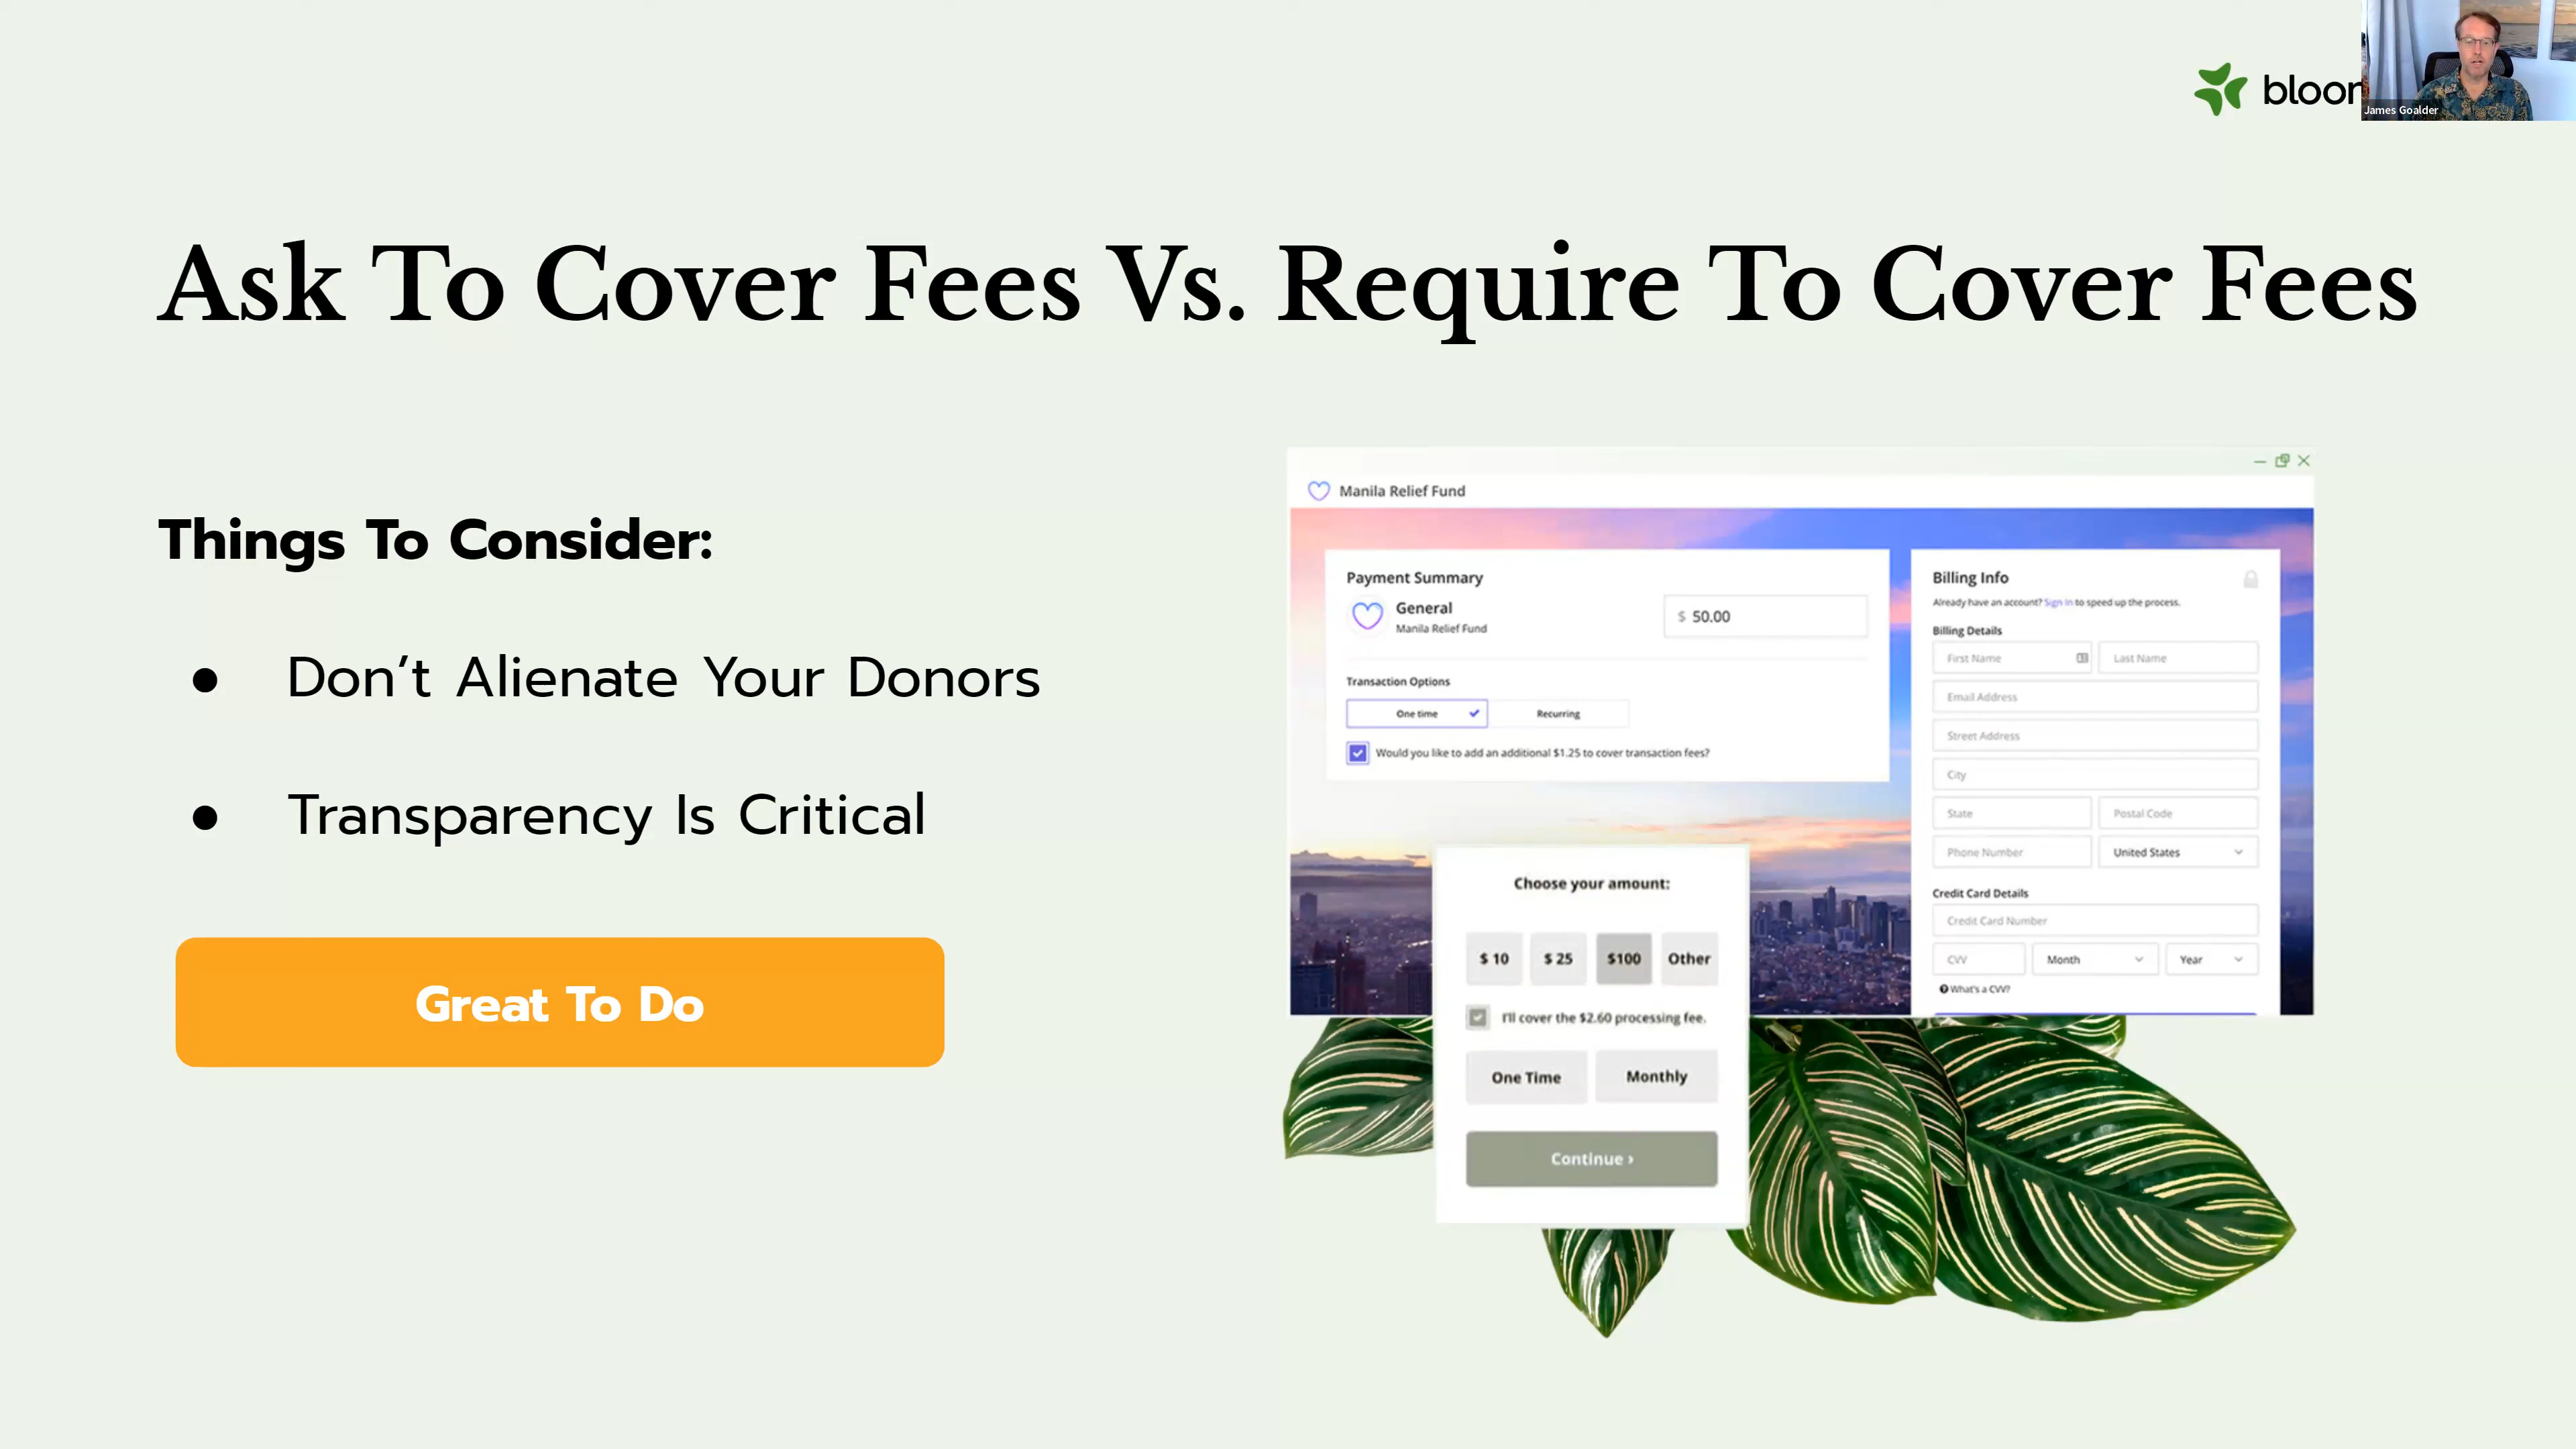 bloom
James Goalder
Ask To Cover Fees Vs. Require To Cover Fees
Things To Consider:
● Don’t Alienate Your Donors
● Transparency Is Critical
Great To Do
Manila Relief Fund
Payment Summary
General
Manila Relief Fund
$ 50.00
Transaction Options
One time
Recurring
Would you like to add an additional $1.25 to cover transaction fees?
Billing Info
Already have an account? Sign In to speed up the process.
Billing Details
First Name
Last Name
Email Address
Street Address
City
State
Postal Code
Phone Number
United States
Credit Card Details
Credit Card Number
CVV
Month
Year
What's a CVV?
Choose your amount:
$ 10
$ 25
$100
Other
I'll cover the $2.60 processing fee.
One Time
Monthly
Continue ›